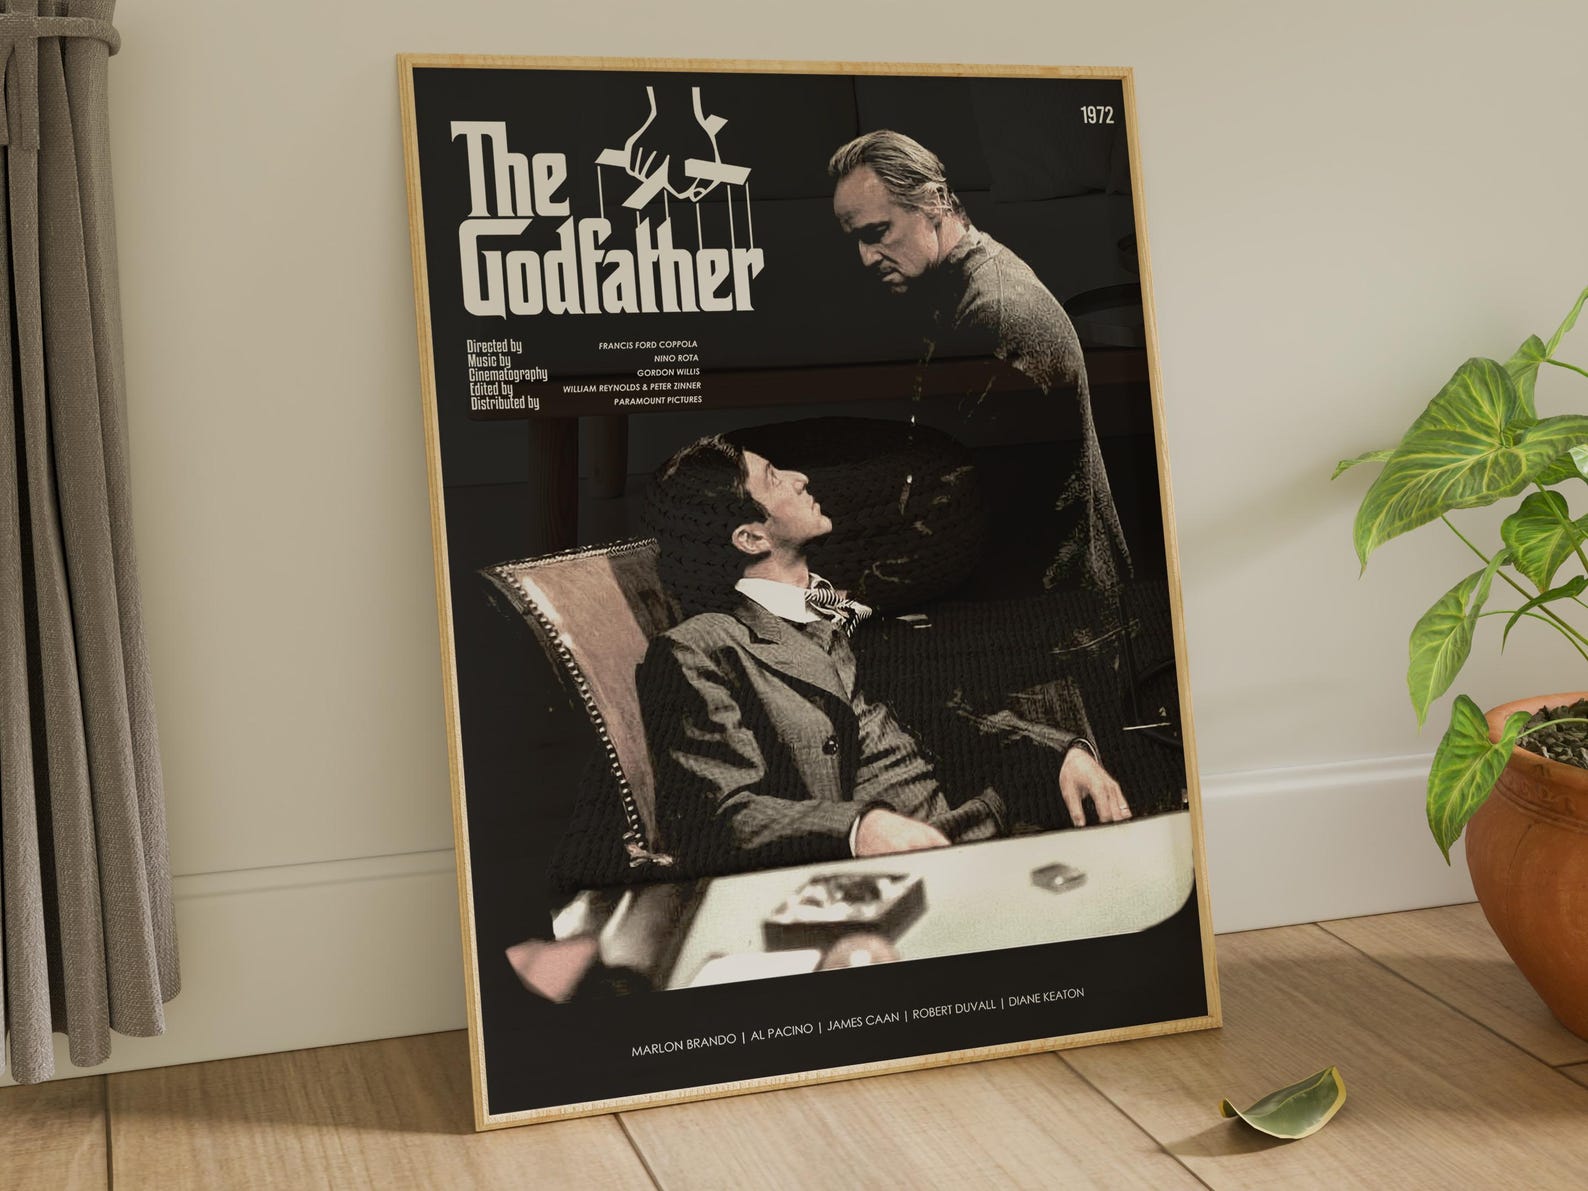 The
Godfather
1972
Directed by FRANCIS FORD COPPOLA
Music by NINO ROTA
Cinematography GORDON WILLIS
Edited by WILLIAM REYNOLDS & PETER ZINNER
Distributed by PARAMOUNT PICTURES
MARLON BRANDO | AL PACINO | JAMES CAAN | ROBERT DUVALL | DIANE KEATON